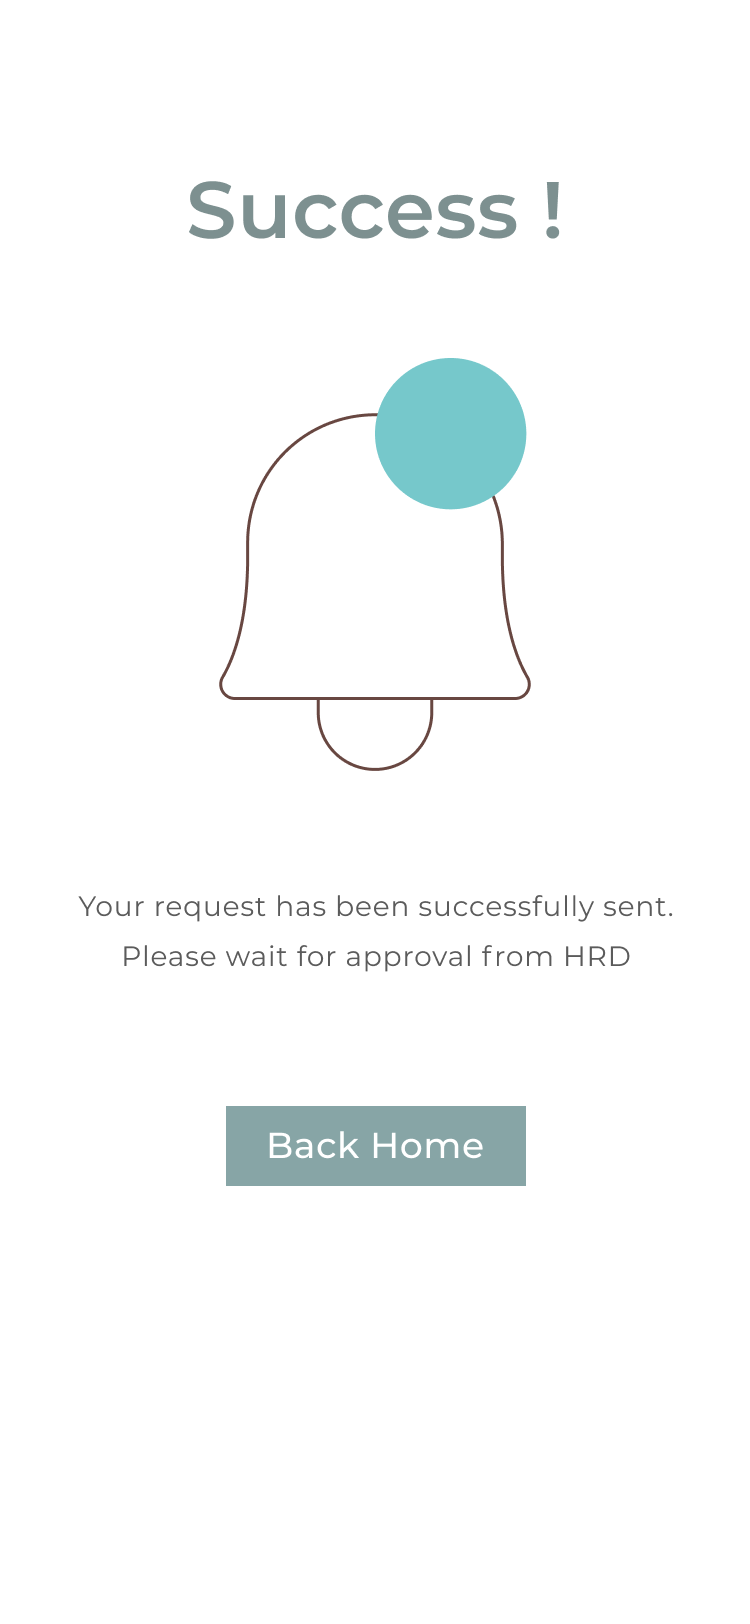 Success !
Your request has been successfully sent.
Please wait for approval from HRD
Back Home